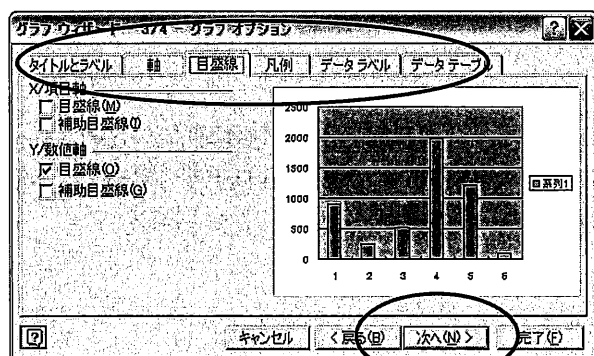 グラフ ウィザード - 3/4 - グラフ オプション
タイトルとラベル 軸 目盛線 凡例 データ ラベル データ テーブル
X/項目軸
目盛線(M)
補助目盛線(I)
Y/数値軸
目盛線(O)
補助目盛線(G)
2500
2000
1500
1000
500
0
1 2 3 4 5 6
系列1
キャンセル < 戻る(B) 次へ(N) > 完了(F)